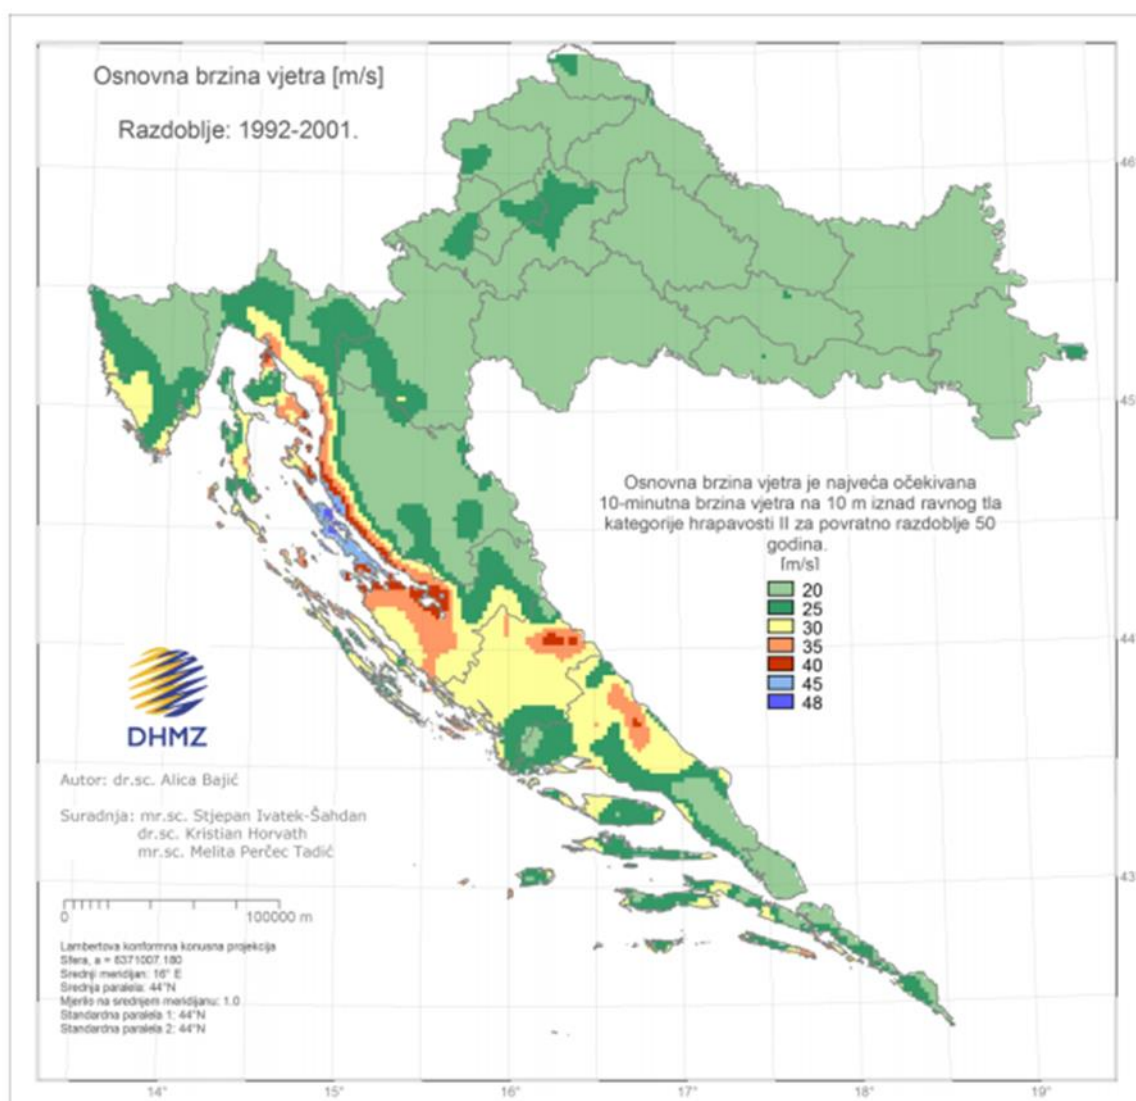 Osnovna brzina vjetra [m/s]
Razdoblje: 1992-2001.
46°
45°
Osnovna brzina vjetra je najveća očekivana
10-minutna brzina vjetra na 10 m iznad ravnog tla
kategorije hrapavosti II za povratno razdoblje 50
godina.
[m/s]
20
25
30
35
40
45
48
44°
DHMZ
Autor: dr.sc. Alica Bajić
Suradnja: mr.sc. Stjepan Ivatek-Šahdan
dr.sc. Kristian Horvath
mr.sc. Melita Perčec Tadić
43°
0 100000 m
Lambertova konformna konusna projekcija
Sfera, a = 6371007.180
Srednji meridijan: 16° E
Srednja paralela: 44°N
Mjerilo na srednjem meridijanu: 1.0
Standardna paralela 1: 44°N
Standardna paralela 2: 44°N
14° 15° 16° 17° 18° 19°